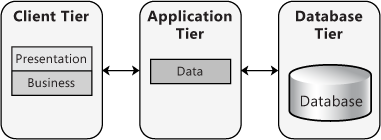 Client Tier
Presentation
Business
Application
Tier
Data
Database
Tier
Database